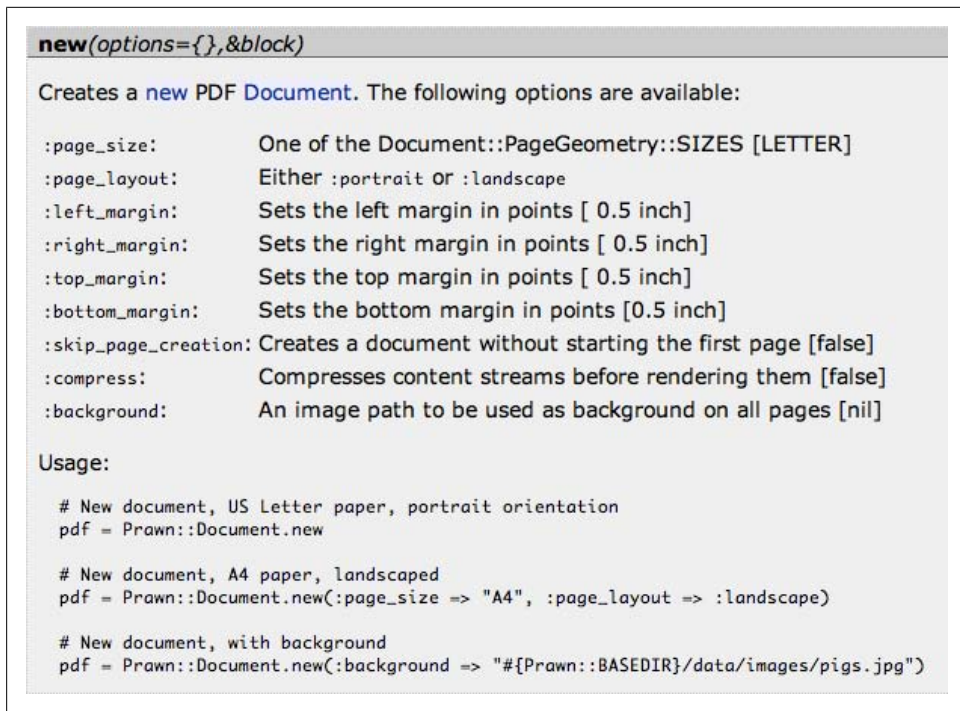 new(options={},&block)
Creates a new PDF Document. The following options are available:
:page_size: One of the Document::PageGeometry::SIZES [LETTER]
:page_layout: Either :portrait or :landscape
:left_margin: Sets the left margin in points [ 0.5 inch]
:right_margin: Sets the right margin in points [ 0.5 inch]
:top_margin: Sets the top margin in points [ 0.5 inch]
:bottom_margin: Sets the bottom margin in points [0.5 inch]
:skip_page_creation: Creates a document without starting the first page [false]
:compress: Compresses content streams before rendering them [false]
:background: An image path to be used as background on all pages [nil]
Usage:
# New document, US Letter paper, portrait orientation
pdf = Prawn::Document.new
# New document, A4 paper, landscaped
pdf = Prawn::Document.new(:page_size => "A4", :page_layout => :landscape)
# New document, with background
pdf = Prawn::Document.new(:background => "#{Prawn::BASEDIR}/data/images/pigs.jpg")